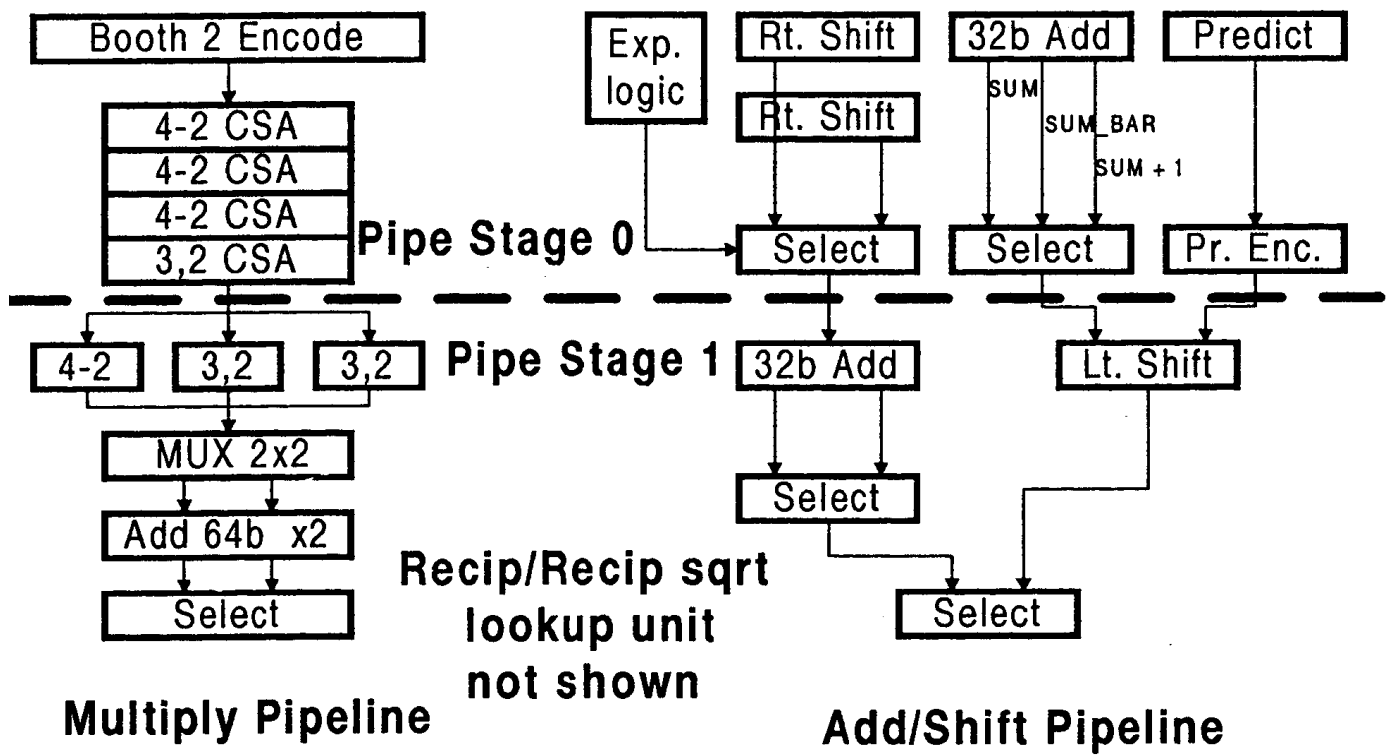 Booth 2 Encode
4-2 CSA
4-2 CSA
4-2 CSA
3,2 CSA
Pipe Stage 0
4-2
3,2
3,2
Pipe Stage 1
MUX 2x2
Add 64b x2
Select
Multiply Pipeline
Exp.
logic
Rt. Shift
Rt. Shift
Select
32b Add
SUM
SUM_BAR
SUM + 1
Select
Predict
Pr. Enc.
32b Add
Lt. Shift
Select
Select
Recip/Recip sqrt
lookup unit
not shown
Add/Shift Pipeline